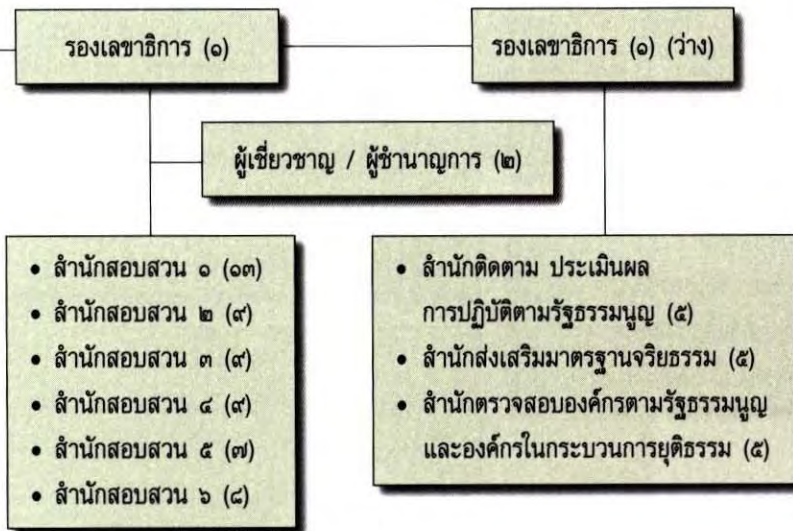 รองเลขาธิการ (๑)
รองเลขาธิการ (๑) (ว่าง)
ผู้เชี่ยวชาญ / ผู้ชำนาญการ (๒)
• สำนักสอบสวน ๑ (๑๓)
• สำนักสอบสวน ๒ (๙)
• สำนักสอบสวน ๓ (๙)
• สำนักสอบสวน ๔ (๙)
• สำนักสอบสวน ๕ (๗)
• สำนักสอบสวน ๖ (๘)
• สำนักติดตาม ประเมินผล
การปฏิบัติตามรัฐธรรมนูญ (๕)
• สำนักส่งเสริมมาตรฐานจริยธรรม (๕)
• สำนักตรวจสอบองค์กรตามรัฐธรรมนูญ
และองค์กรในกระบวนการยุติธรรม (๕)